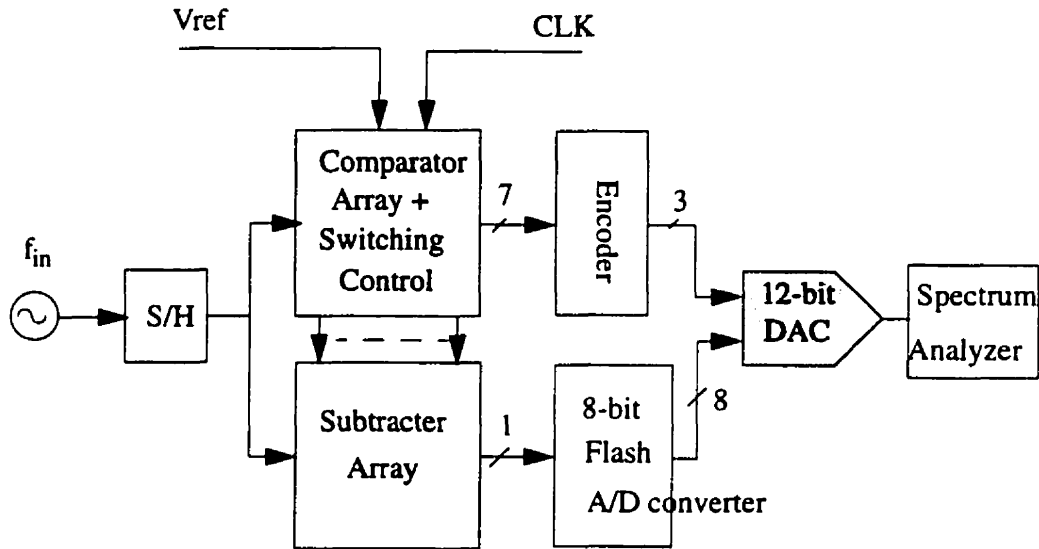 Vref
CLK
Comparator
Array +
Switching
Control
7
Encoder
3
f_in
S/H
12-bit
DAC
Spectrum
Analyzer
Subtracter
Array
1
8-bit
Flash
A/D converter
8